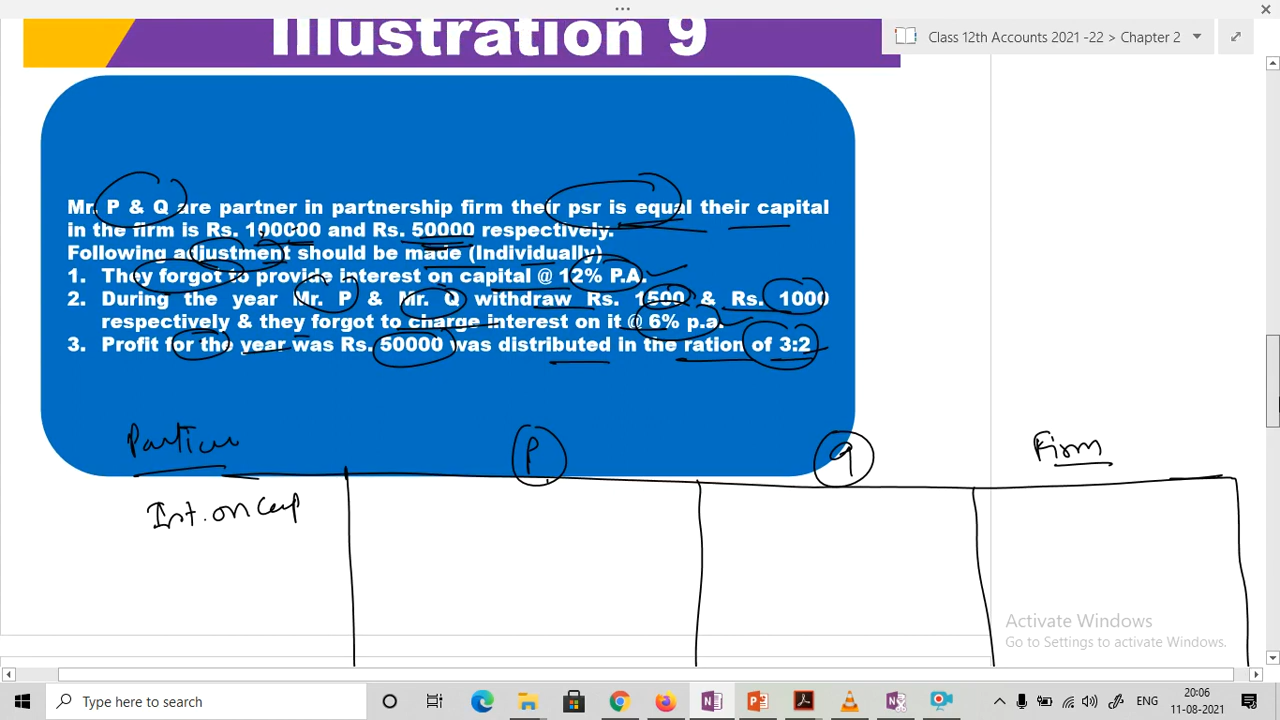 Illustration 9
Class 12th Accounts 2021 -22 > Chapter 2
Mr. P & Q are partner in partnership firm their psr is equal their capital
in the firm is Rs. 100000 and Rs. 50000 respectively.
Following adjustment should be made (Individually)
1. They forgot to provide interest on capital @ 12% P.A.
2. During the year Mr. P & Mr. Q withdraw Rs. 1500 & Rs. 1000
respectively & they forgot to charge interest on it @ 6% p.a.
3. Profit for the year was Rs. 50000 was distributed in the ration of 3:2
P
q
Firm
Int. on Cap
Activate Windows
Go to Settings to activate Windows.
Type here to search
ENG
20:06
11-08-2021